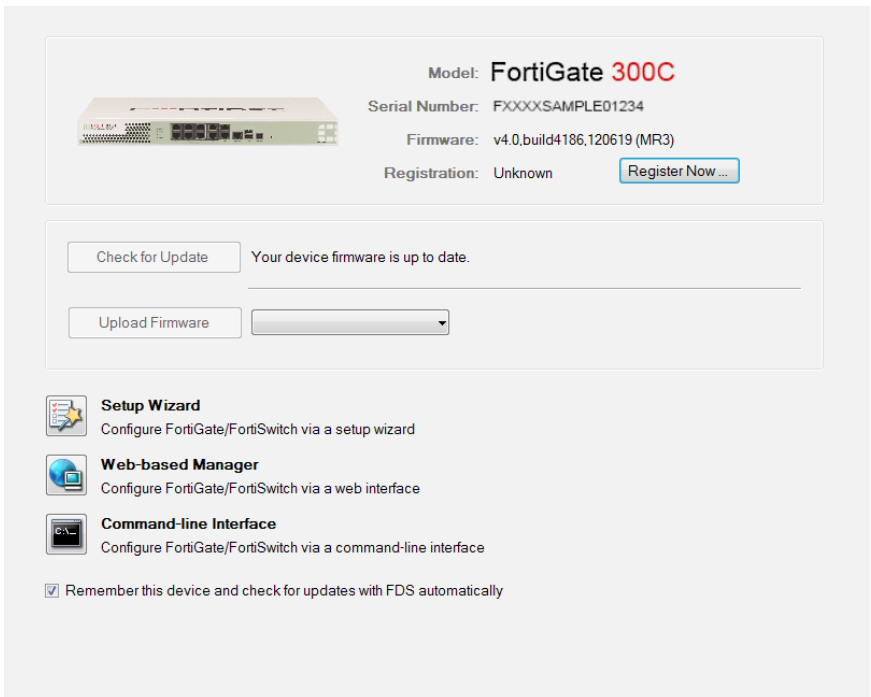 Model: FortiGate 300C
Serial Number: FXXXXSAMPLE01234
Firmware: v4.0,build4186,120619 (MR3)
Registration: Unknown Register Now ...
Check for Update Your device firmware is up to date.
Upload Firmware
Setup Wizard
Configure FortiGate/FortiSwitch via a setup wizard
Web-based Manager
Configure FortiGate/FortiSwitch via a web interface
Command-line Interface
Configure FortiGate/FortiSwitch via a command-line interface
Remember this device and check for updates with FDS automatically